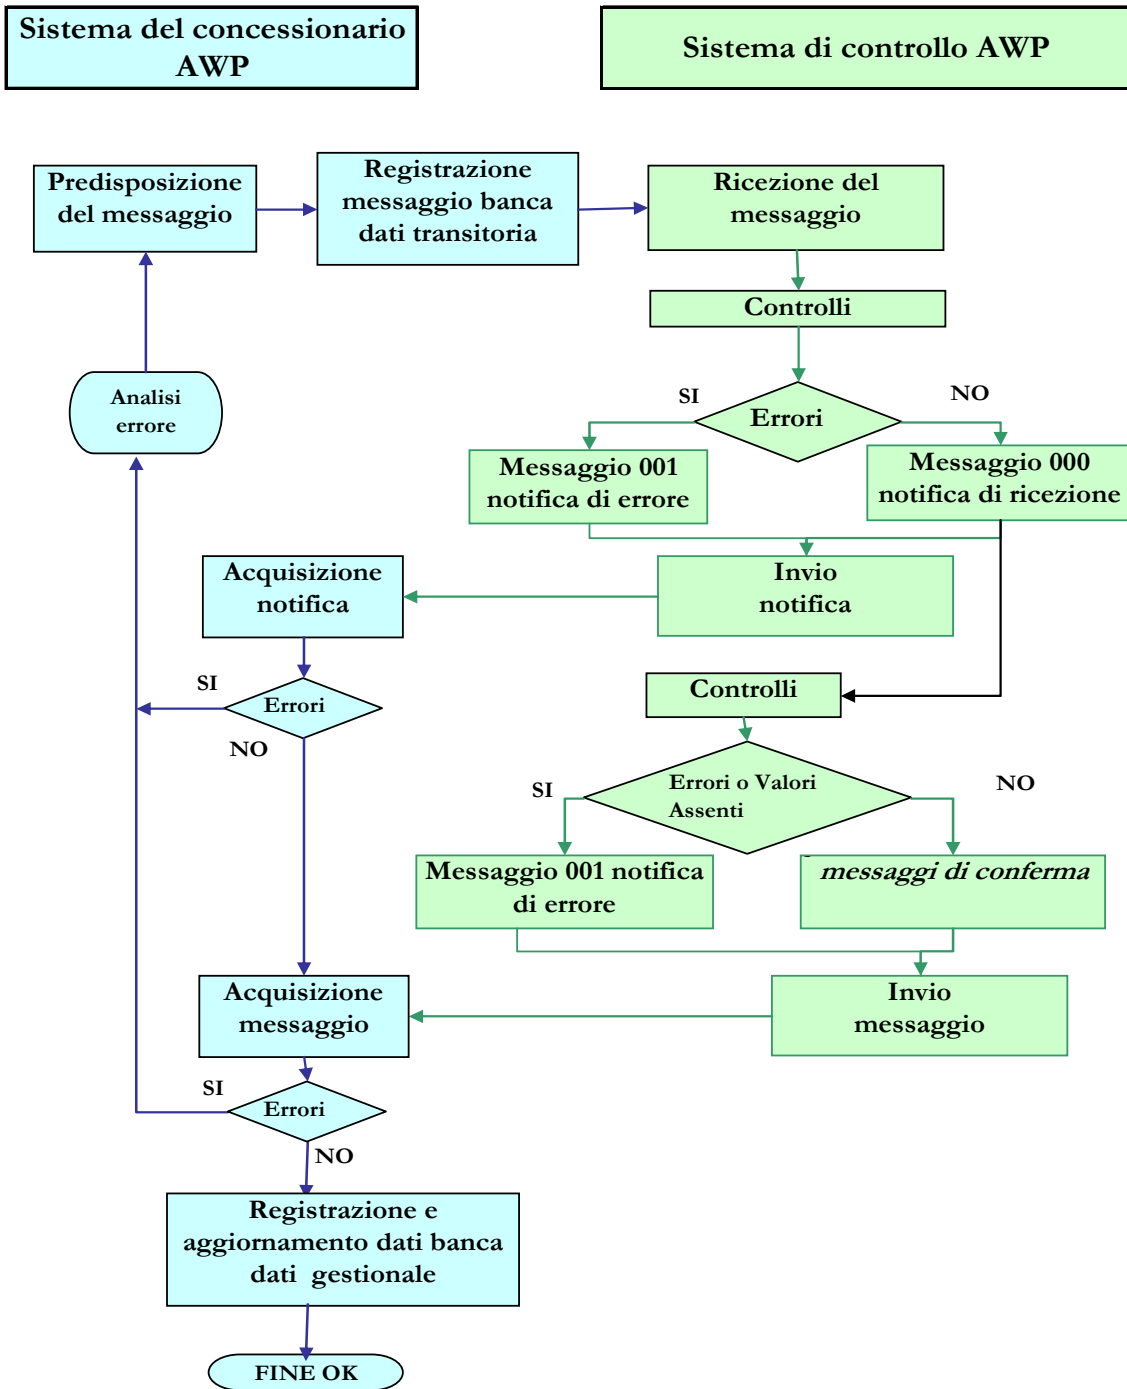 Sistema del concessionario
AWP
Sistema di controllo AWP
Predisposizione
del messaggio
Registrazione
messaggio banca
dati transitoria
Ricezione del
messaggio
Controlli
Analisi
errore
SI
Errori
NO
Messaggio 001
notifica di errore
Messaggio 000
notifica di ricezione
Acquisizione
notifica
Invio
notifica
SI
Errori
NO
Controlli
SI
Errori o Valori
Assenti
NO
Messaggio 001 notifica
di errore
messaggi di conferma
Acquisizione
messaggio
Invio
messaggio
SI
Errori
NO
Registrazione e
aggiornamento dati banca
dati gestionale
FINE OK